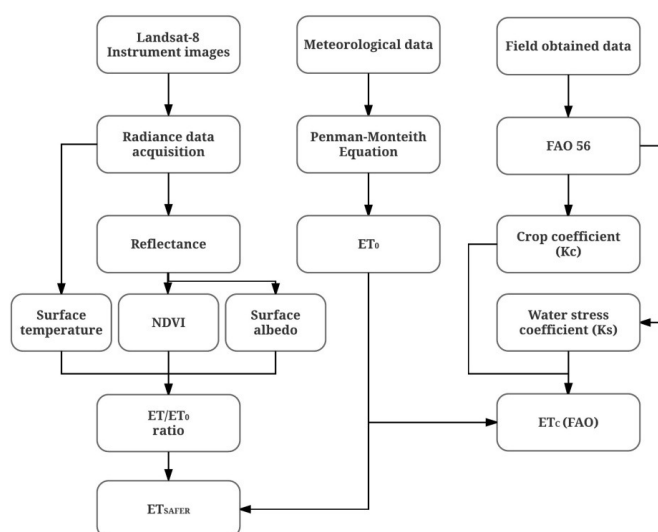 Landsat-8
Instrument images
Meteorological data
Field obtained data
Radiance data
acquisition
Penman-Monteith
Equation
FAO 56
Reflectance
ET₀
Crop coefficient
(Kc)
Surface
temperature
NDVI
Surface
albedo
Water stress
coefficient (Ks)
ET/ET₀
ratio
ETc (FAO)
ETSAFER